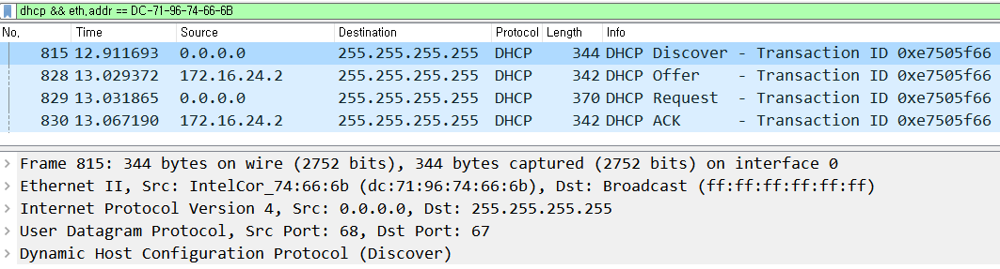 dhcp && eth.addr == DC-71-96-74-66-6B
No. Time Source Destination Protocol Length Info
815 12.911693 0.0.0.0 255.255.255.255 DHCP 344 DHCP Discover - Transaction ID 0xe7505f66
828 13.029372 172.16.24.2 255.255.255.255 DHCP 342 DHCP Offer - Transaction ID 0xe7505f66
829 13.031865 0.0.0.0 255.255.255.255 DHCP 370 DHCP Request - Transaction ID 0xe7505f66
830 13.067190 172.16.24.2 255.255.255.255 DHCP 342 DHCP ACK - Transaction ID 0xe7505f66
Frame 815: 344 bytes on wire (2752 bits), 344 bytes captured (2752 bits) on interface 0
Ethernet II, Src: IntelCor_74:66:6b (dc:71:96:74:66:6b), Dst: Broadcast (ff:ff:ff:ff:ff:ff)
Internet Protocol Version 4, Src: 0.0.0.0, Dst: 255.255.255.255
User Datagram Protocol, Src Port: 68, Dst Port: 67
Dynamic Host Configuration Protocol (Discover)